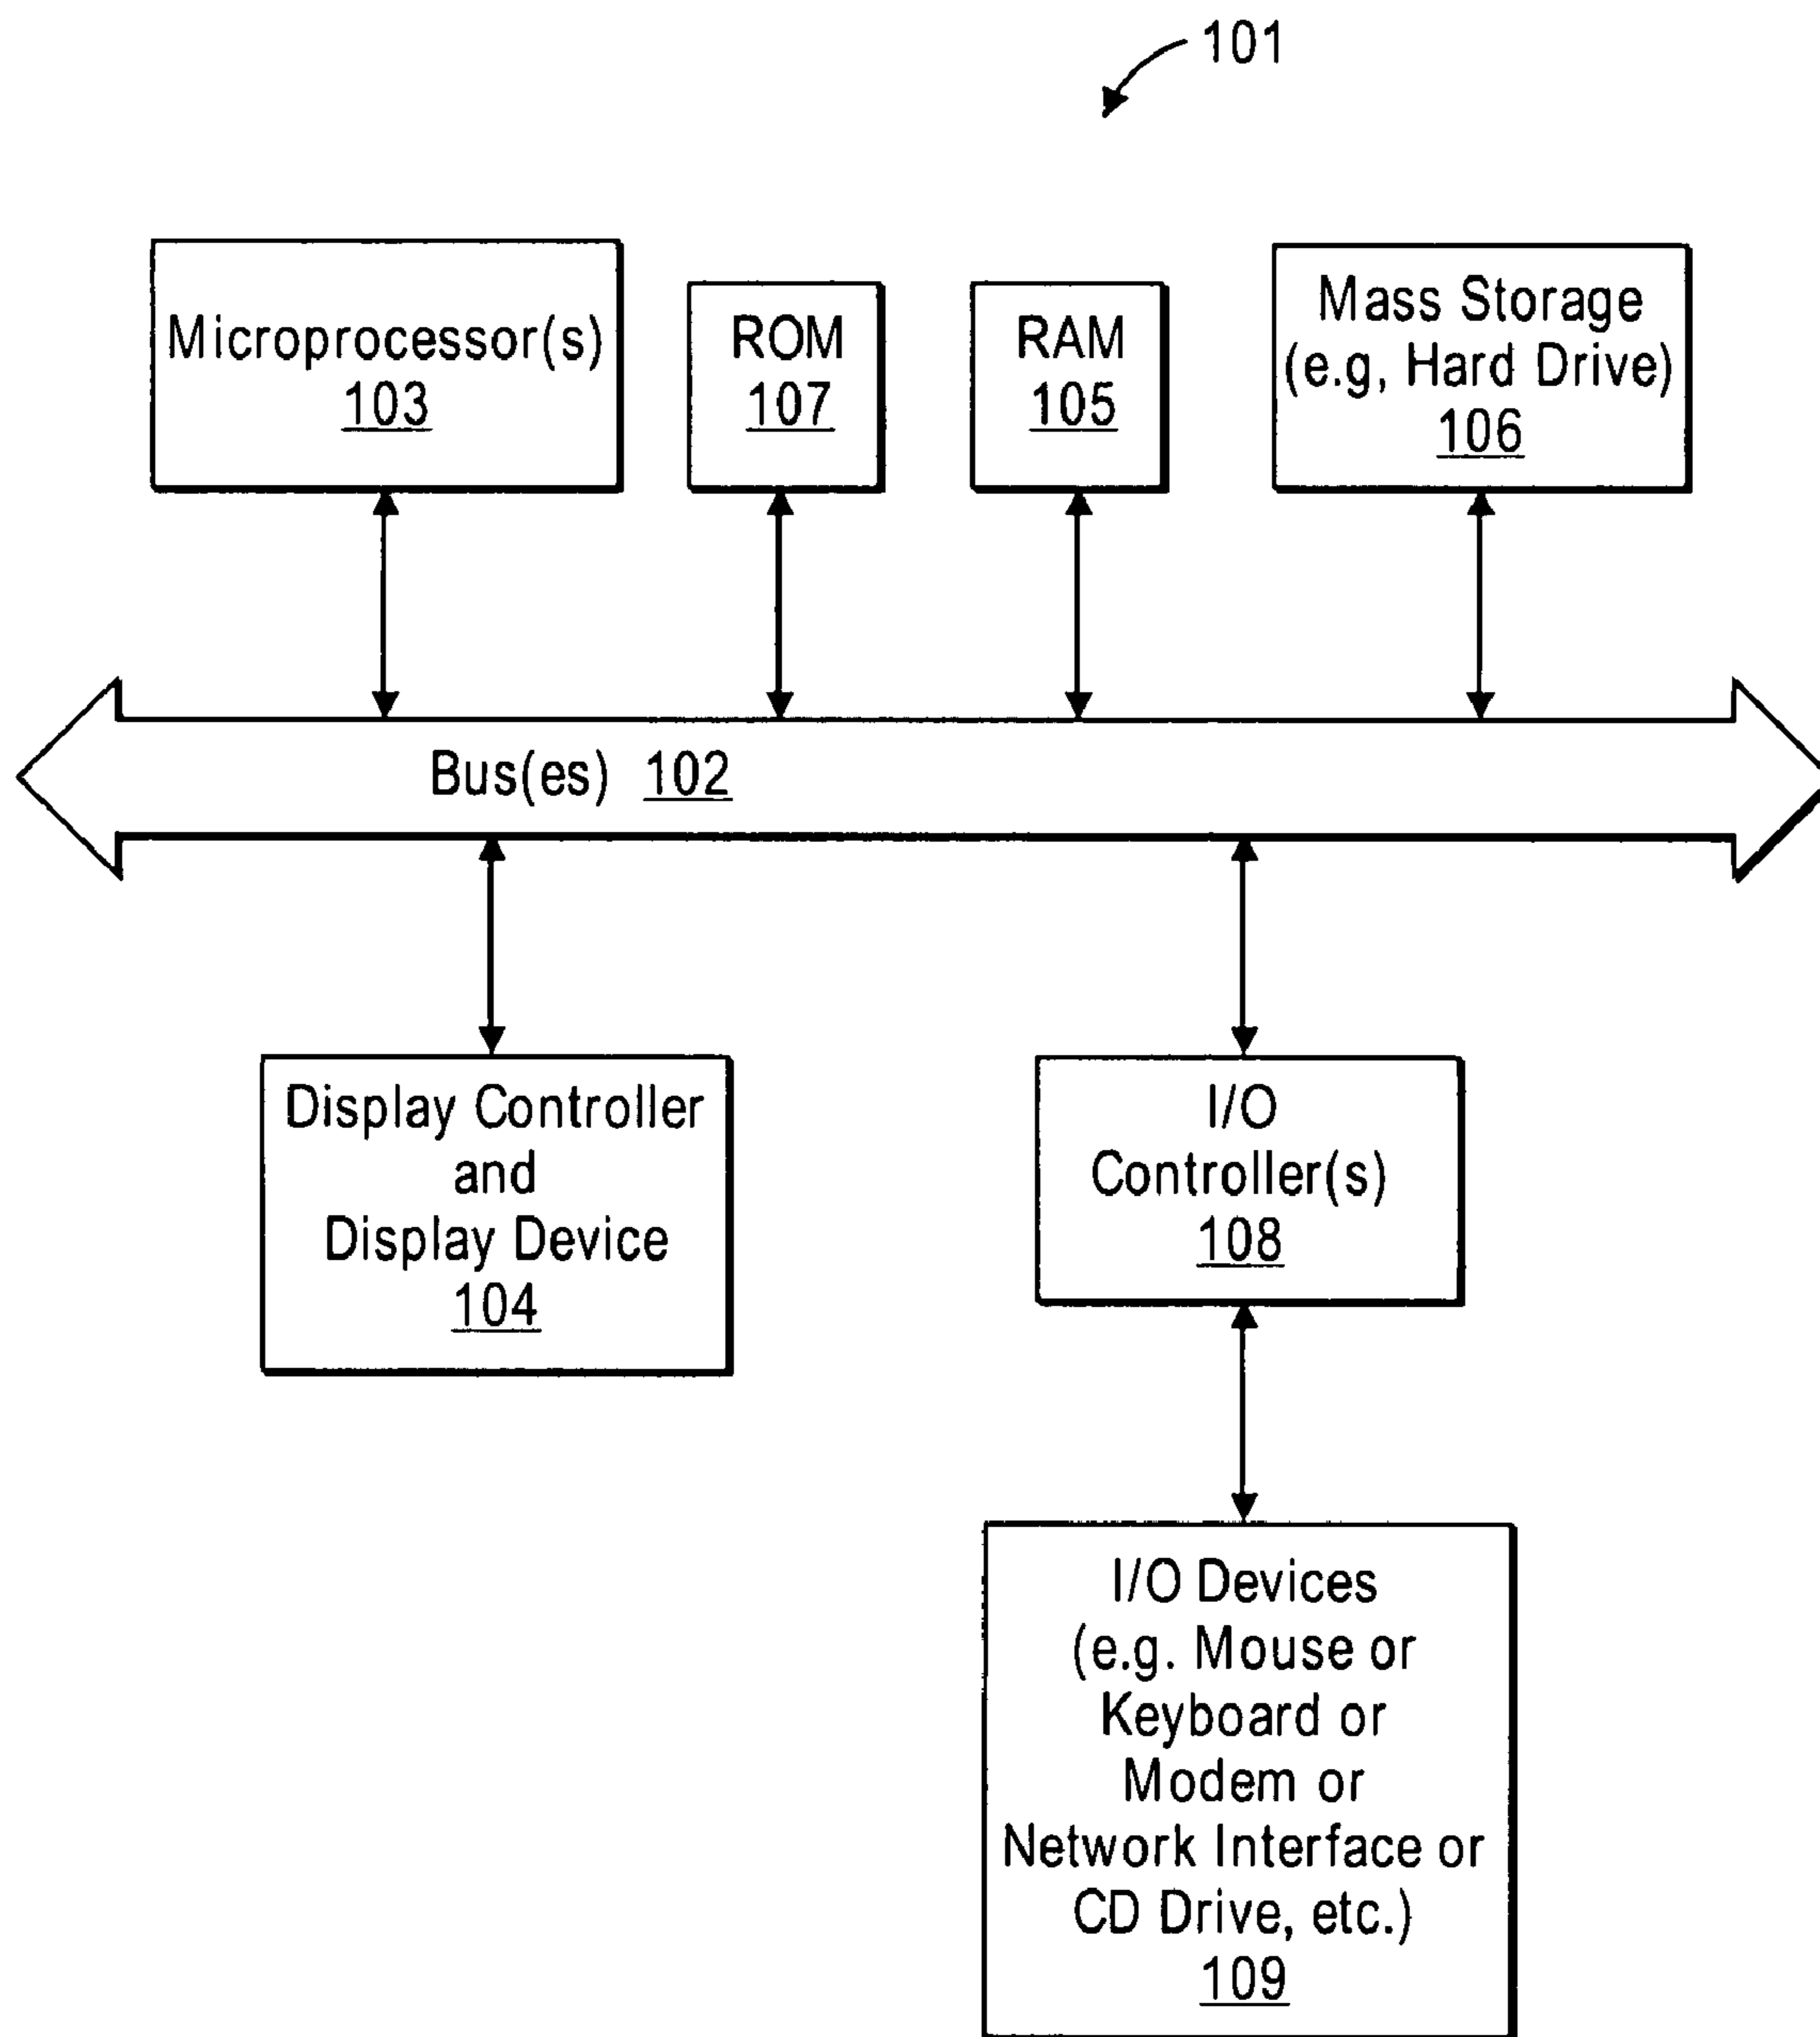 101
Microprocessor(s)
103
ROM
107
RAM
105
Mass Storage
(e.g, Hard Drive)
106
Bus(es) 102
Display Controller
and
Display Device
104
I/O
Controller(s)
108
I/O Devices
(e.g. Mouse or
Keyboard or
Modem or
Network Interface or
CD Drive, etc.)
109